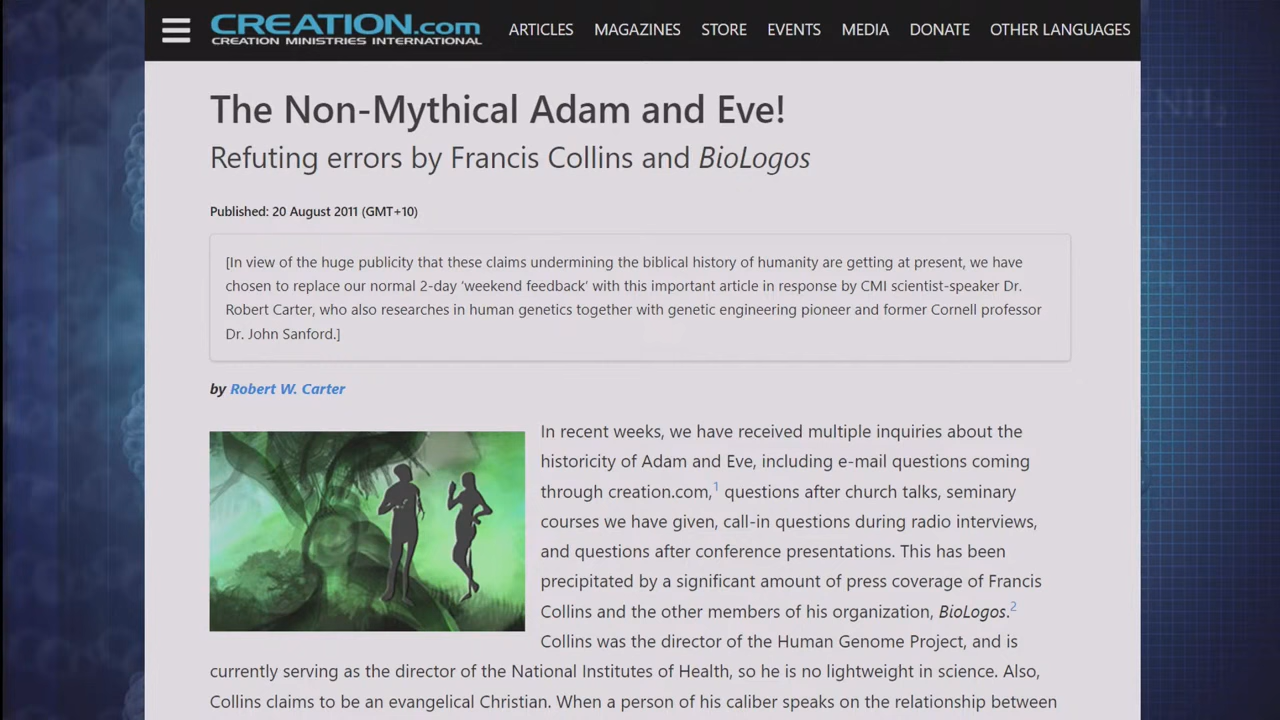 CREATION.com
CREATION MINISTRIES INTERNATIONAL
ARTICLES MAGAZINES STORE EVENTS MEDIA DONATE OTHER LANGUAGES
The Non-Mythical Adam and Eve!
Refuting errors by Francis Collins and BioLogos
Published: 20 August 2011 (GMT+10)
[In view of the huge publicity that these claims undermining the biblical history of humanity are getting at present, we have
chosen to replace our normal 2-day ‘weekend feedback’ with this important article in response by CMI scientist-speaker Dr.
Robert Carter, who also researches in human genetics together with genetic engineering pioneer and former Cornell professor
Dr. John Sanford.]
by Robert W. Carter
In recent weeks, we have received multiple inquiries about the
historicity of Adam and Eve, including e-mail questions coming
through creation.com,1 questions after church talks, seminary
courses we have given, call-in questions during radio interviews,
and questions after conference presentations. This has been
precipitated by a significant amount of press coverage of Francis
Collins and the other members of his organization, BioLogos.2
Collins was the director of the Human Genome Project, and is
currently serving as the director of the National Institutes of Health, so he is no lightweight in science. Also,
Collins claims to be an evangelical Christian. When a person of his caliber speaks on the relationship between
NH2